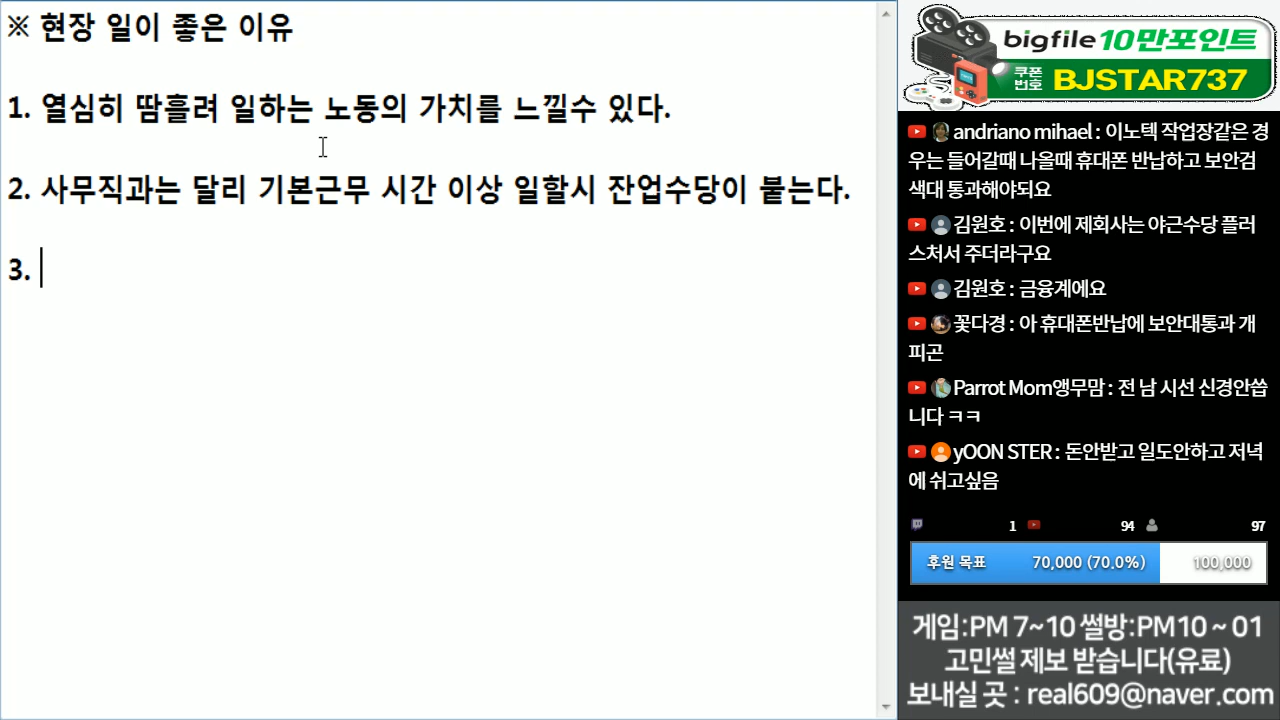 ※ 현장 일이 좋은 이유
1. 열심히 땀흘려 일하는 노동의 가치를 느낄수 있다.
2. 사무직과는 달리 기본근무 시간 이상 일할시 잔업수당이 붙는다.
3.
bigfile 10만포인트
쿠폰
번호 BJSTAR737
andriano mihael : 이노텍 작업장같은 경
우는 들어갈때 나올때 휴대폰 반납하고 보안검
색대 통과해야되요
김원호 : 이번에 제회사는 야근수당 플러
스처서 주더라구요
김원호 : 금융계에요
꽃다경 : 아 휴대폰반납에 보안대통과 개
피곤
Parrot Mom앵무맘 : 전 남 시선 신경안씁
니다 ㅋㅋ
yOON STER : 돈안받고 일도안하고 저녁
에 쉬고싶음
1 94 97
후원 목표 70,000 (70.0%) 100,000
게임:PM 7~10 썰방:PM10 ~ 01
고민썰 제보 받습니다(유료)
보내실 곳 : real609@naver.com